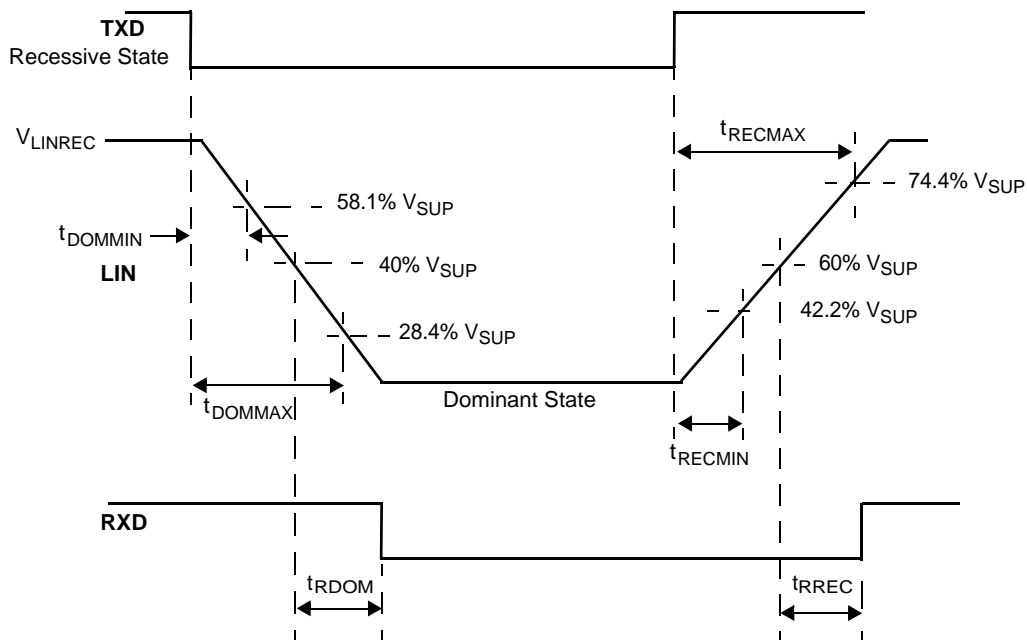 TXD
Recessive State
VLINREC
tRECMAX
74.4% VSUP
58.1% VSUP
tDOMMIN
LIN
40% VSUP
60% VSUP
42.2% VSUP
28.4% VSUP
Dominant State
tDOMMAX
tRECMIN
RXD
tRDOM
tRREC